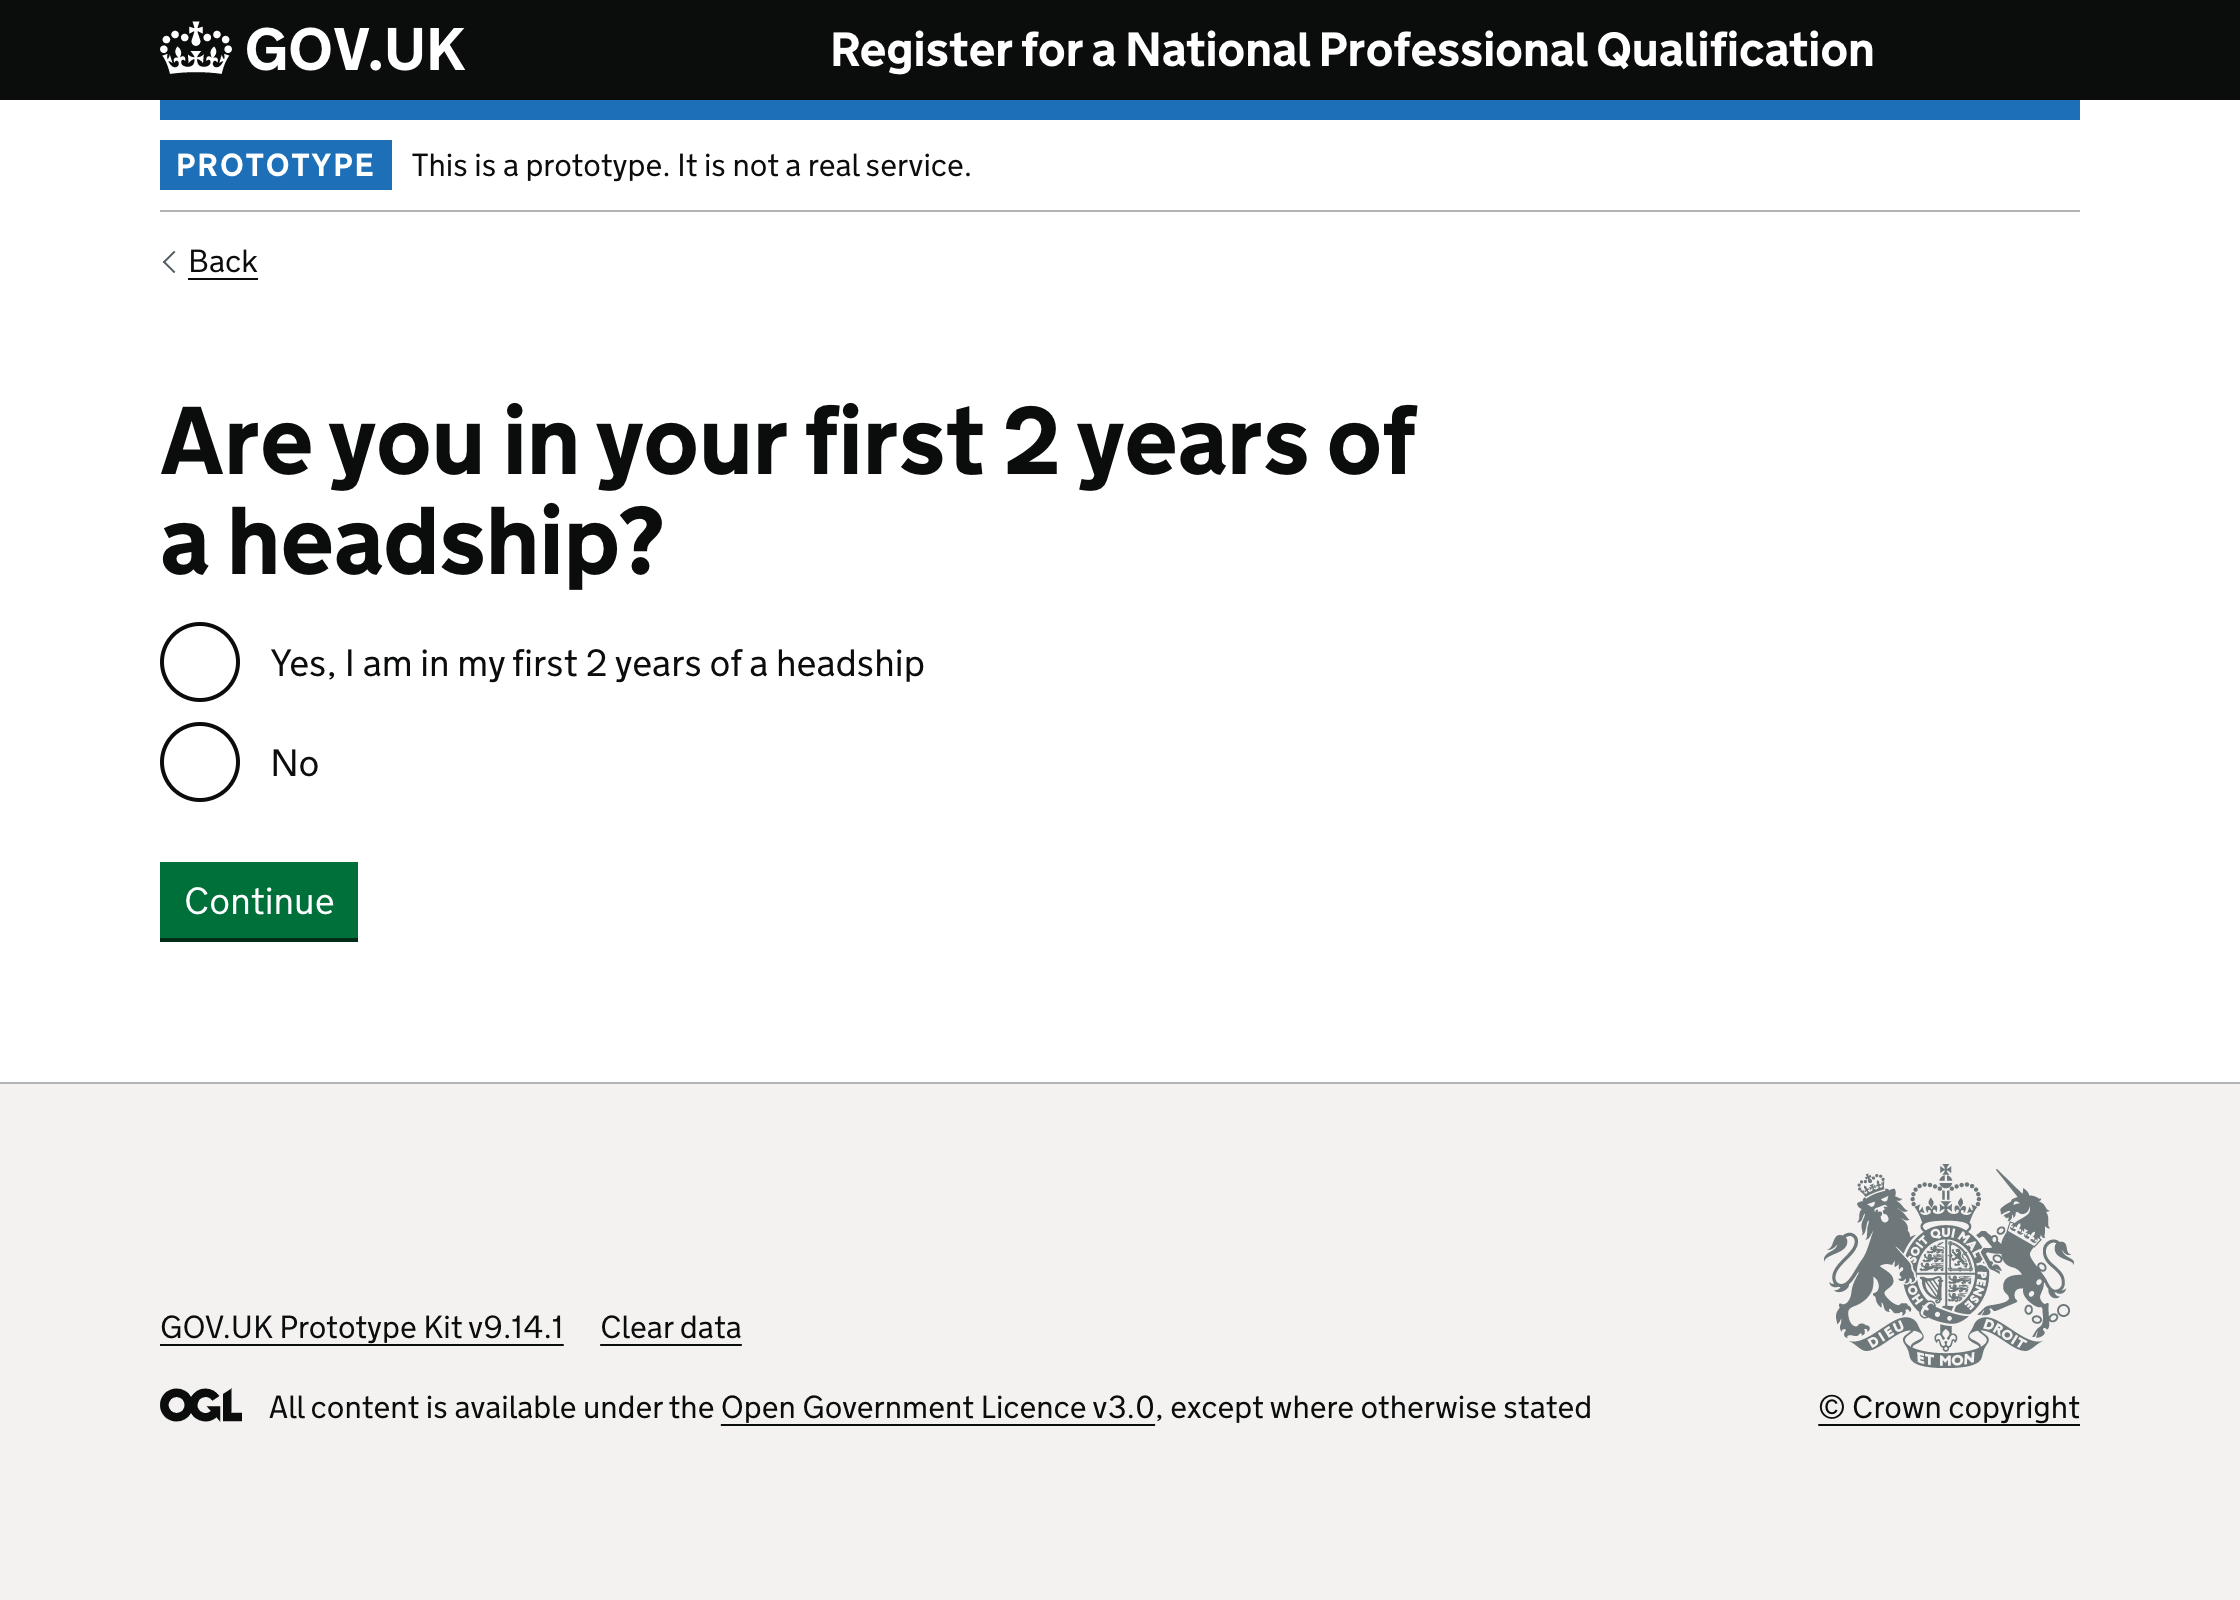 GOV.UK
Register for a National Professional Qualification
PROTOTYPE
This is a prototype. It is not a real service.
Back
Are you in your first 2 years of
a headship?
Yes, I am in my first 2 years of a headship
No
Continue
SOIT QUI MAL Y PENSE HO
DIEU ET MON DROIT
GOV.UK Prototype Kit v9.14.1
Clear data
OGL
All content is available under the Open Government Licence v3.0, except where otherwise stated
© Crown copyright